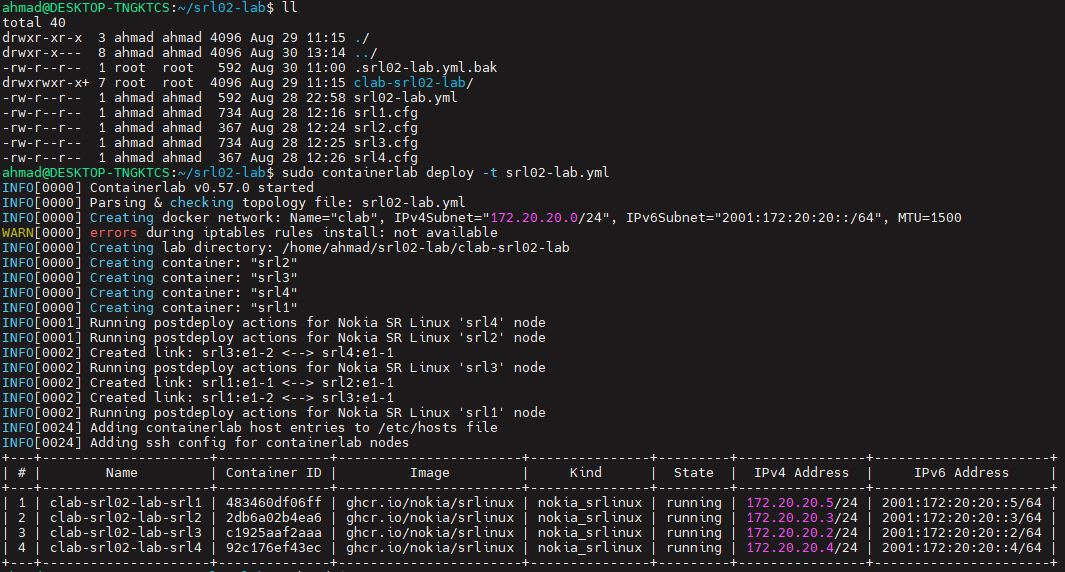 ahmad@DESKTOP-TNGKTCS:~/srl02-lab$ ll
total 40
drwxr-xr-x  3 ahmad ahmad 4096 Aug 29 11:15 ./
drwxr-x---  8 ahmad ahmad 4096 Aug 30 13:14 ../
-rw-r--r--  1 root  root   592 Aug 30 11:00 .srl02-lab.yml.bak
drwxrwxr-x+ 7 root  root  4096 Aug 29 11:15 clab-srl02-lab/
-rw-r--r--  1 ahmad ahmad  592 Aug 28 22:58 srl02-lab.yml
-rw-r--r--  1 ahmad ahmad  734 Aug 28 12:16 srl1.cfg
-rw-r--r--  1 ahmad ahmad  367 Aug 28 12:24 srl2.cfg
-rw-r--r--  1 ahmad ahmad  734 Aug 28 12:25 srl3.cfg
-rw-r--r--  1 ahmad ahmad  367 Aug 28 12:26 srl4.cfg
ahmad@DESKTOP-TNGKTCS:~/srl02-lab$ sudo containerlab deploy -t srl02-lab.yml
INFO[0000] Containerlab v0.57.0 started
INFO[0000] Parsing & checking topology file: srl02-lab.yml
INFO[0000] Creating docker network: Name="clab", IPv4Subnet="172.20.20.0/24", IPv6Subnet="2001:172:20:20::/64", MTU=1500
WARN[0000] errors during iptables rules install: not available
INFO[0000] Creating lab directory: /home/ahmad/srl02-lab/clab-srl02-lab
INFO[0000] Creating container: "srl2"
INFO[0000] Creating container: "srl3"
INFO[0000] Creating container: "srl4"
INFO[0000] Creating container: "srl1"
INFO[0001] Running postdeploy actions for Nokia SR Linux 'srl4' node
INFO[0001] Running postdeploy actions for Nokia SR Linux 'srl2' node
INFO[0002] Created link: srl3:e1-2 <--> srl4:e1-1
INFO[0002] Running postdeploy actions for Nokia SR Linux 'srl3' node
INFO[0002] Created link: srl1:e1-1 <--> srl2:e1-1
INFO[0002] Created link: srl1:e1-2 <--> srl3:e1-1
INFO[0002] Running postdeploy actions for Nokia SR Linux 'srl1' node
INFO[0024] Adding containerlab host entries to /etc/hosts file
INFO[0024] Adding ssh config for containerlab nodes
+---+---------------------+--------------+-----------------------+---------------+---------+----------------+----------------------+
| # |        Name         | Container ID |         Image         |     Kind      |  State  |  IPv4 Address  |     IPv6 Address     |
+---+---------------------+--------------+-----------------------+---------------+---------+----------------+----------------------+
| 1 | clab-srl02-lab-srl1 | 483460df06ff | ghcr.io/nokia/srlinux | nokia_srlinux | running | 172.20.20.5/24 | 2001:172:20:20::5/64 |
| 2 | clab-srl02-lab-srl2 | 2db6a02b4ea6 | ghcr.io/nokia/srlinux | nokia_srlinux | running | 172.20.20.3/24 | 2001:172:20:20::3/64 |
| 3 | clab-srl02-lab-srl3 | c1925aaf2aaa | ghcr.io/nokia/srlinux | nokia_srlinux | running | 172.20.20.2/24 | 2001:172:20:20::2/64 |
| 4 | clab-srl02-lab-srl4 | 92c176ef43ec | ghcr.io/nokia/srlinux | nokia_srlinux | running | 172.20.20.4/24 | 2001:172:20:20::4/64 |
+---+---------------------+--------------+-----------------------+---------------+---------+----------------+----------------------+